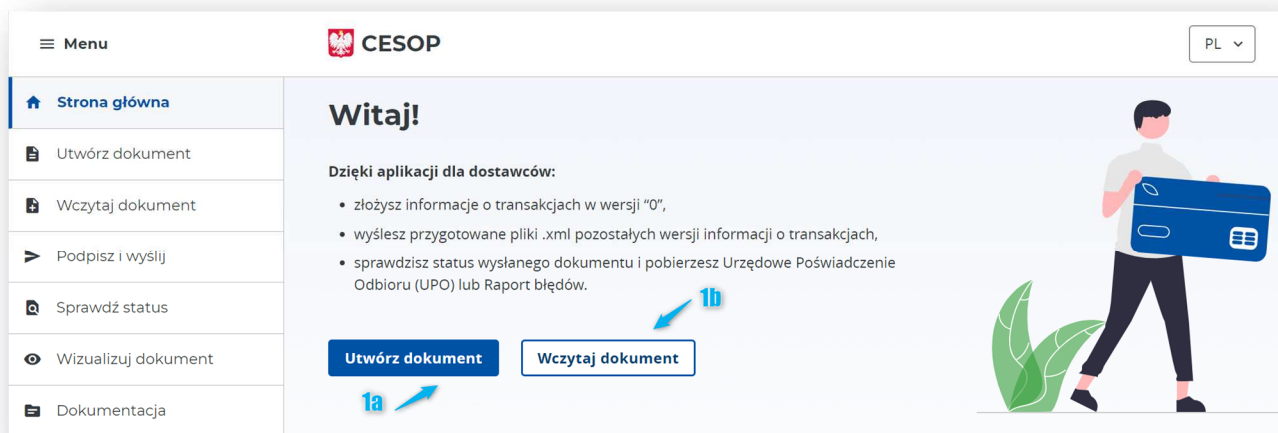 Menu
CESOP
PL
Strona główna
Utwórz dokument
Wczytaj dokument
Podpisz i wyślij
Sprawdź status
Wizualizuj dokument
Dokumentacja
Witaj!
Dzięki aplikacji dla dostawców:
• złożysz informacje o transakcjach w wersji “0”,
• wyślesz przygotowane pliki .xml pozostałych wersji informacji o transakcjach,
• sprawdzisz status wysłanego dokumentu i pobierzesz Urzędowe Poświadczenie
Odbioru (UPO) lub Raport błędów.
1b
Utwórz dokument
Wczytaj dokument
1a